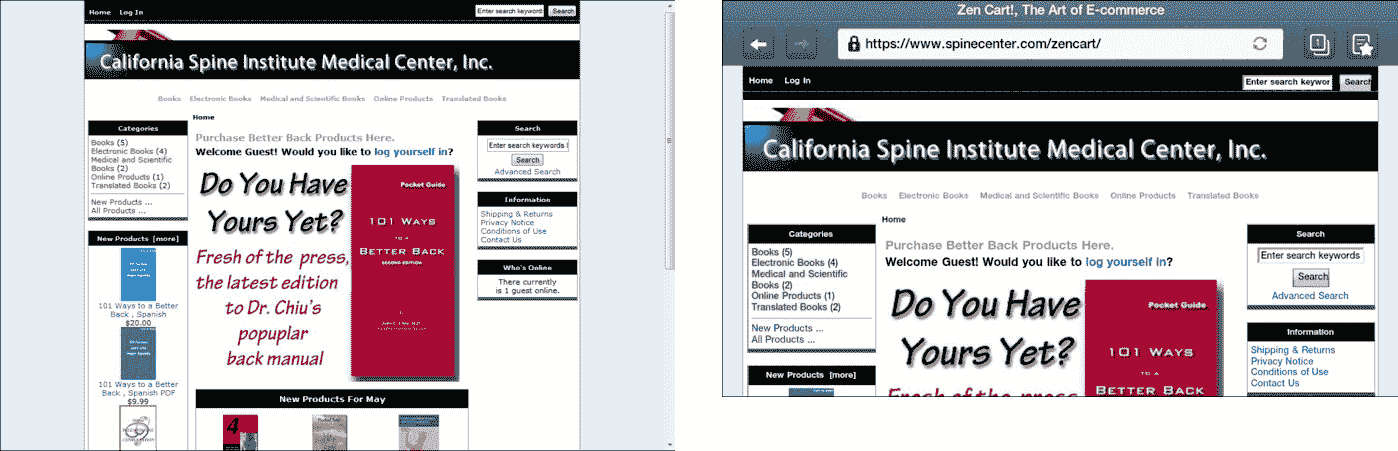 Home Log In Enter search keyword Search
California Spine Institute Medical Center, Inc.
Books Electronic Books Medical and Scientific Books Online Products Translated Books
Home
Categories
Books (5)
Electronic Books (4)
Medical and Scientific
Books (2)
Online Products (1)
Translated Books (2)
New Products ...
All Products ...
New Products [more]
101 Ways to a Better
Back , Spanish
$20.00
101 Ways to a Better
Back , Spanish PDF
$9.99
Purchase Better Back Products Here.
Welcome Guest! Would you like to log yourself in?
Do You Have
Yours Yet?
Fresh of the press,
the latest edition
to Dr. Chiu's
popuplar
back manual
Pocket Guide
101 Ways
to a
Better Back
second edition
New Products For May
4
Search
Enter search keywords
Search
Advanced Search
Information
Shipping & Returns
Privacy Notice
Conditions of Use
Contact Us
Who's Online
There currently
is 1 guest online.
Zen Cart!, The Art of E-commerce
https://www.spinecenter.com/zencart/
1
Home Log In Enter search keywor Search
California Spine Institute Medical Center, Inc.
Books Electronic Books Medical and Scientific Books Online Products Translated Books
Home
Categories
Books (5)
Electronic Books (4)
Medical and Scientific
Books (2)
Online Products (1)
Translated Books (2)
New Products ...
All Products ...
New Products [more]
Purchase Better Back Products Here.
Welcome Guest! Would you like to log yourself in?
Do You Have
Yours Yet?
Fresh of the press
Pocket Guide
101 Ways
to a
Better Back
Search
Enter search keywords
Search
Advanced Search
Information
Shipping & Returns
Privacy Notice
Conditions of Use
Contact Us